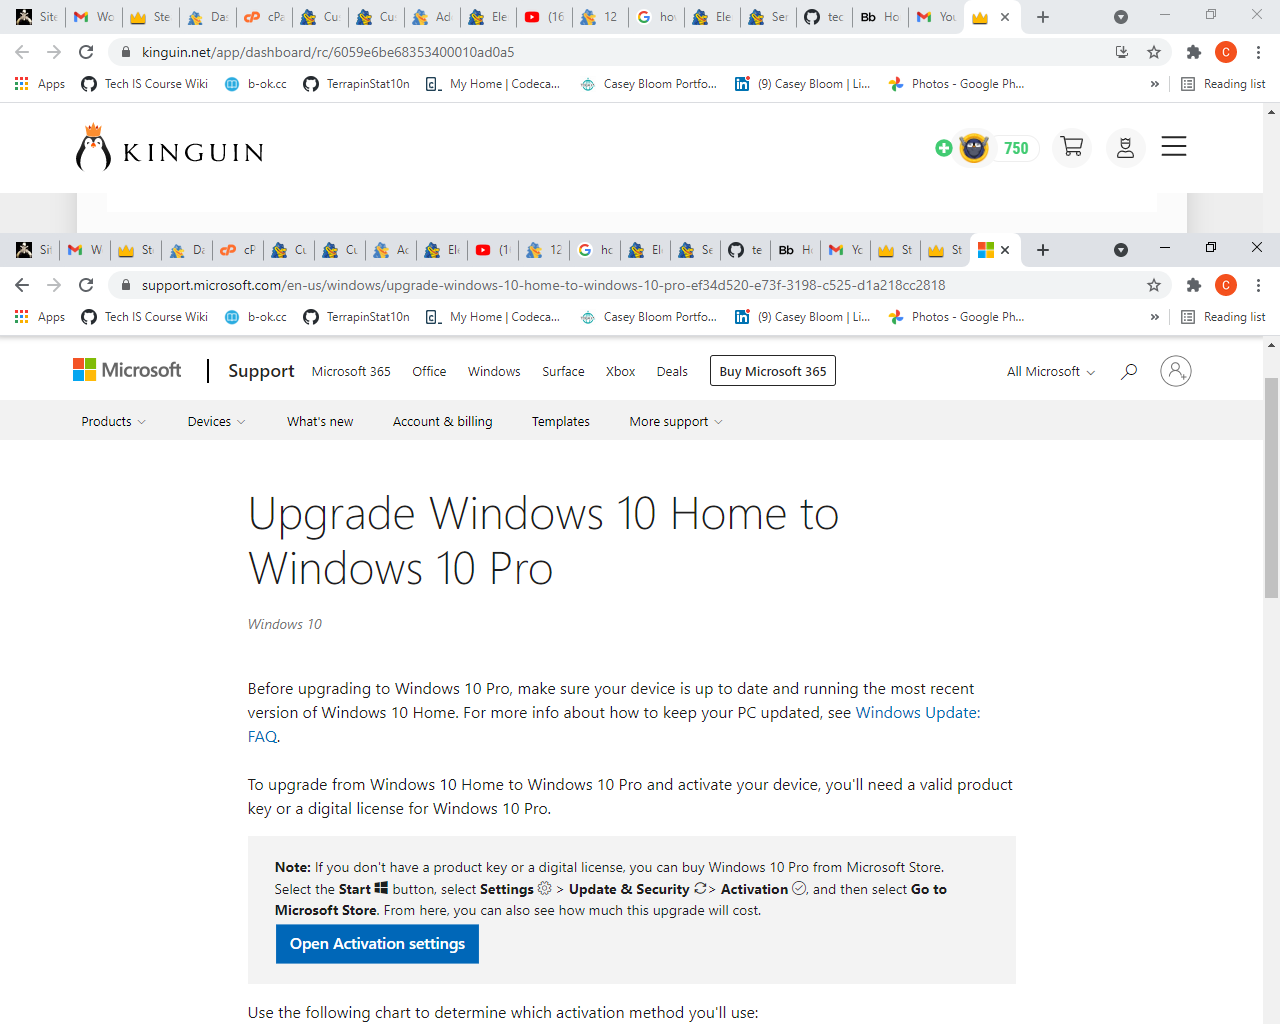 Site Wo Ste Das cPa Cus Cus Ade Ele (16 12 hov Ele Ser tec Bb Ho You
kinguin.net/app/dashboard/rc/6059e6be68353400010ad0a5
Apps Tech IS Course Wiki b-ok.cc TerrapinStat10n My Home | Codeca... Casey Bloom Portfo... (9) Casey Bloom | Li... Photos - Google Ph... » Reading list
KINGUIN 750
Sit W St Da cP Cu Cu Ac Ele (1 12 ho Ele Se te Bb Ho Yc St St
support.microsoft.com/en-us/windows/upgrade-windows-10-home-to-windows-10-pro-ef34d520-e73f-3198-c525-d1a218cc2818 C
Apps Tech IS Course Wiki b-ok.cc TerrapinStat10n My Home | Codeca... Casey Bloom Portfo... (9) Casey Bloom | Li... Photos - Google Ph... » Reading list
Microsoft Support Microsoft 365 Office Windows Surface Xbox Deals Buy Microsoft 365 All Microsoft
Products Devices What's new Account & billing Templates More support
Upgrade Windows 10 Home to
Windows 10 Pro
Windows 10
Before upgrading to Windows 10 Pro, make sure your device is up to date and running the most recent
version of Windows 10 Home. For more info about how to keep your PC updated, see Windows Update:
FAQ.
To upgrade from Windows 10 Home to Windows 10 Pro and activate your device, you'll need a valid product
key or a digital license for Windows 10 Pro.
Note: If you don't have a product key or a digital license, you can buy Windows 10 Pro from Microsoft Store.
Select the Start button, select Settings > Update & Security > Activation , and then select Go to
Microsoft Store. From here, you can also see how much this upgrade will cost.
Open Activation settings
Use the following chart to determine which activation method you'll use: